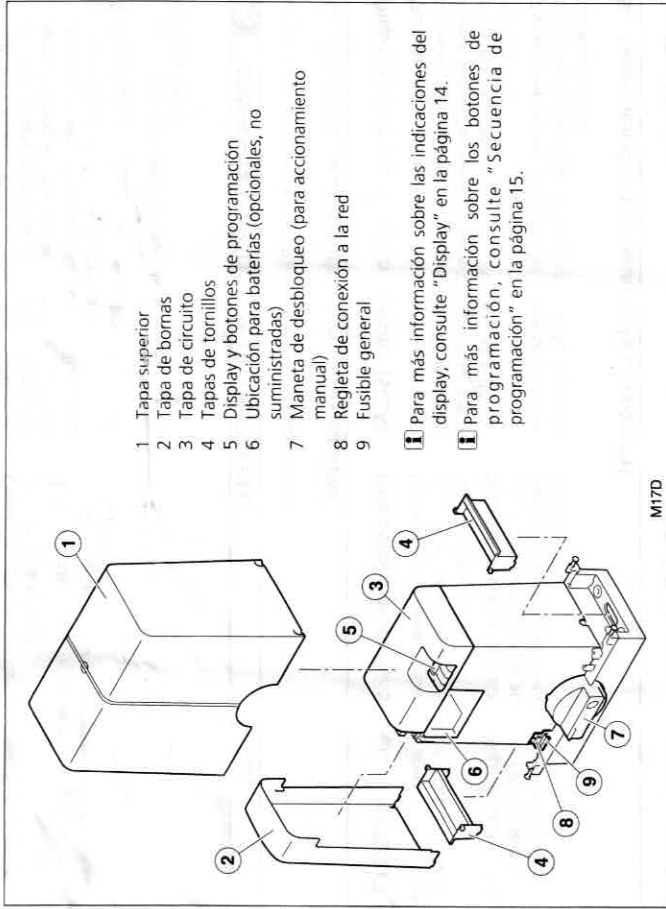 1 Tapa superior
2 Tapa de bornas
3 Tapa de circuito
4 Tapas de tornillos
5 Display y botones de programación
6 Ubicación para baterías (opcionales, no
suministradas)
7 Maneta de desbloqueo (para accionamiento
manual)
8 Regleta de conexión a la red
9 Fusible general
i Para más información sobre las indicaciones del
display, consulte "Display" en la página 14.
i Para más información sobre los botones de
programación, consulte "Secuencia de
programación" en la página 15.
1
2
3
4
5
6
4
7
8
9
M17D